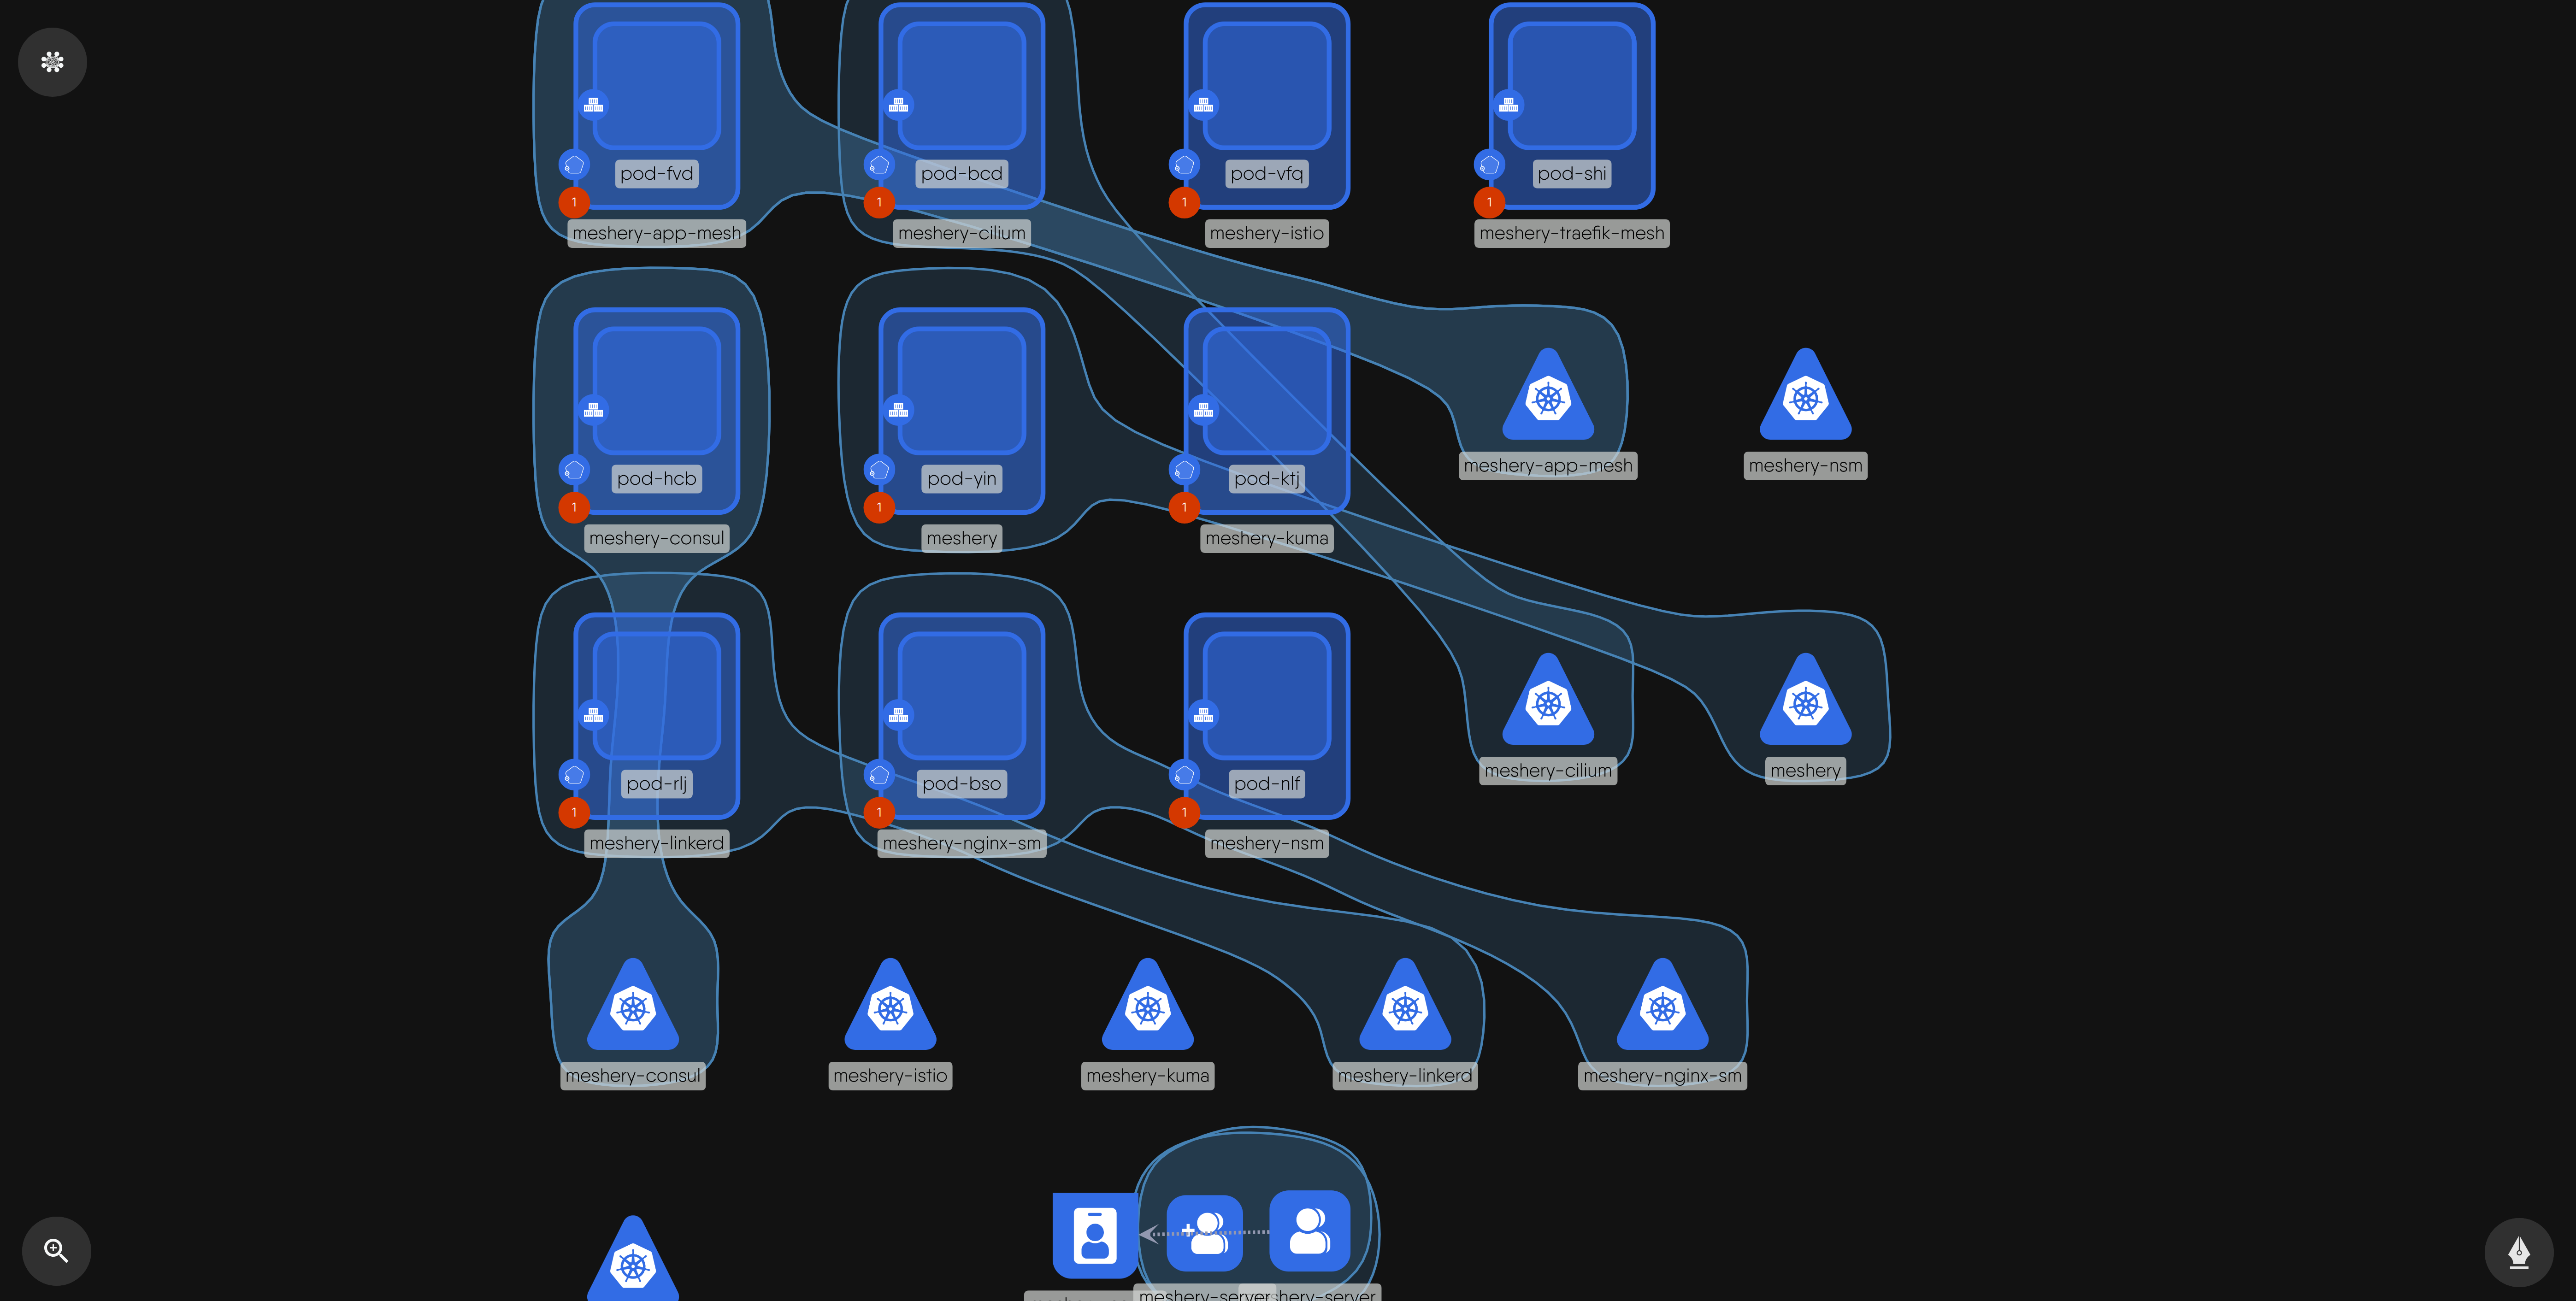 pod-fvd
pod-bcd
pod-vfq
pod-shi
1
1
1
1
meshery-app-mesh
meshery-cilium
meshery-istio
meshery-traefik-mesh
pod-hcb
pod-yin
pod-ktj
meshery-app-mesh
meshery-nsm
1
1
1
meshery-consul
meshery
meshery-kuma
pod-rlj
pod-bso
pod-nlf
meshery-cilium
meshery
1
1
1
meshery-linkerd
meshery-nginx-sm
meshery-nsm
meshery-consul
meshery-istio
meshery-kuma
meshery-linkerd
meshery-nginx-sm
meshery-server
hery-server